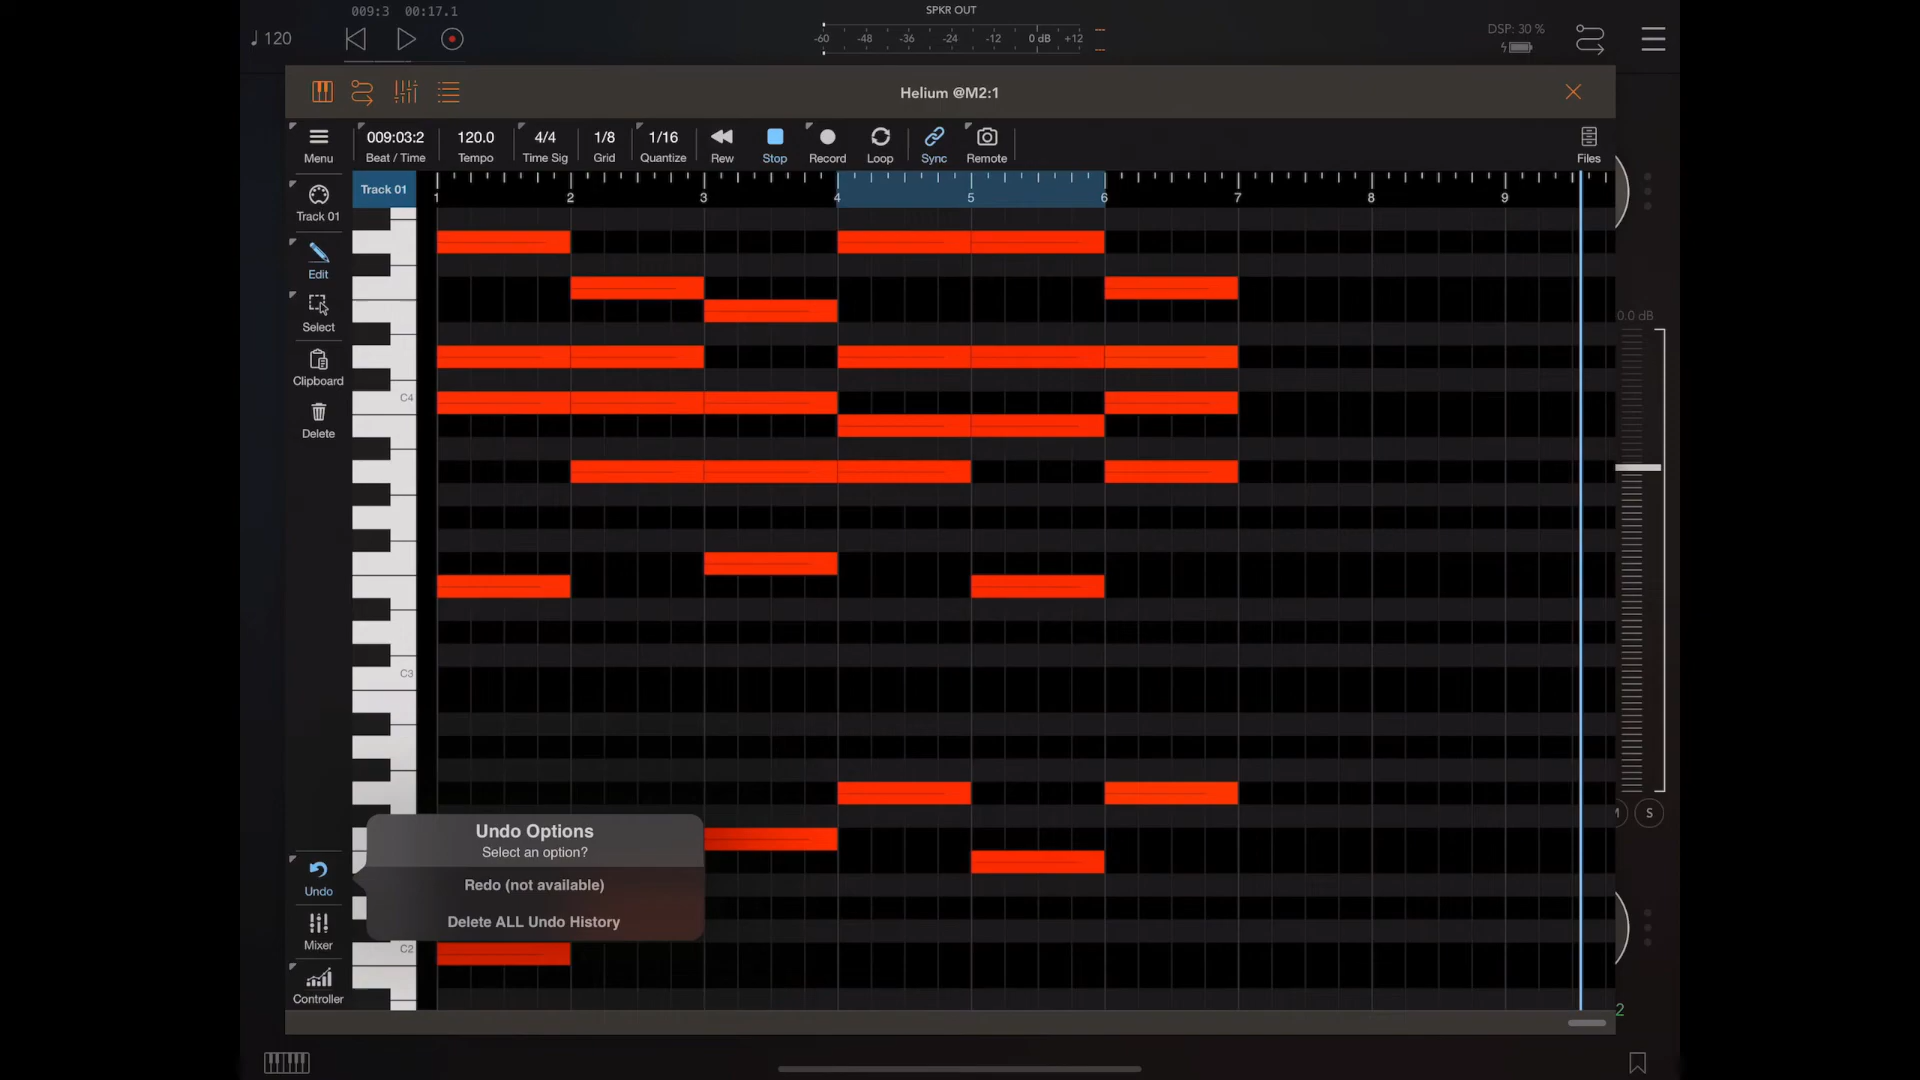 009:3 00:17.1
SPKR OUT
♩ 120
-60 -48 -36 -24 -12 0 dB +12
DSP: 30 %
Helium @M2:1
Menu
009:03:2
Beat / Time
120.0
Tempo
4/4
Time Sig
1/8
Grid
1/16
Quantize
Rew
Stop
Record
Loop
Sync
Remote
Files
Track 01
1 2 3 4 5 6 7 8 9
Track 01
Edit
Select
Clipboard
Delete
C4
C3
C2
0.0 dB
S
Undo Options
Select an option?
Redo (not available)
Delete ALL Undo History
Undo
Mixer
Controller
2